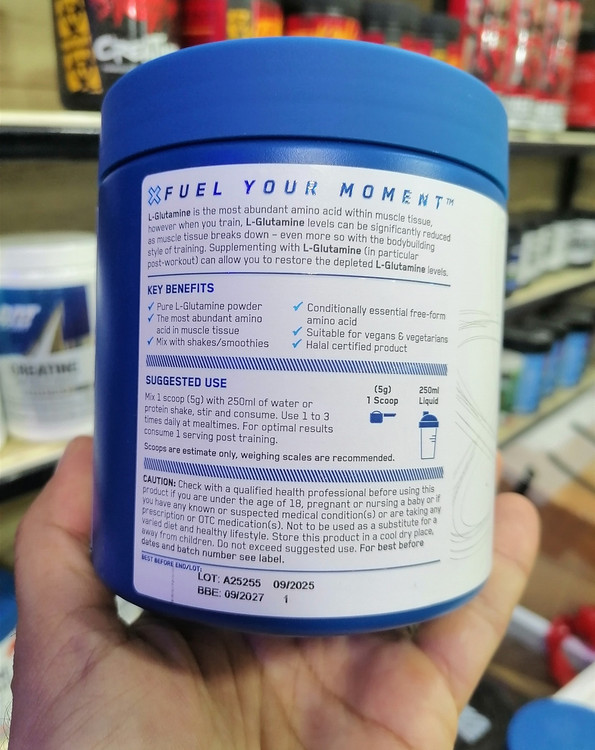 FUEL YOUR MOMENT™
L-Glutamine is the most abundant amino acid within muscle tissue,
however when you train, L-Glutamine levels can be significantly reduced
as muscle tissue breaks down – even more so with the bodybuilding
style of training. Supplementing with L-Glutamine (in particular
post-workout) can allow you to restore the depleted L-Glutamine levels.
KEY BENEFITS
✓ Pure L-Glutamine powder
✓ The most abundant amino
acid in muscle tissue
✓ Mix with shakes/smoothies
✓ Conditionally essential free-form
amino acid
✓ Suitable for vegans & vegetarians
✓ Halal certified product
SUGGESTED USE
Mix 1 scoop (5g) with 250ml of water or
protein shake, stir and consume. Use 1 to 3
times daily at mealtimes. For optimal results
consume 1 serving post training.
(5g)
1 Scoop
250ml
Liquid
Scoops are estimate only, weighing scales are recommended.
CAUTION: Check with a qualified health professional before using this
product if you are under the age of 18, pregnant or nursing a baby or if
you have any known or suspected medical condition(s) or are taking any
prescription or OTC medication(s). Not to be used as a substitute for a
varied diet and healthy lifestyle. Store this product in a cool dry place,
away from children. Do not exceed suggested use. For best before
dates and batch number see label.
BEST BEFORE END/LOT:
LOT: A25255 09/2025
BBE: 09/2027 1
CREATINE